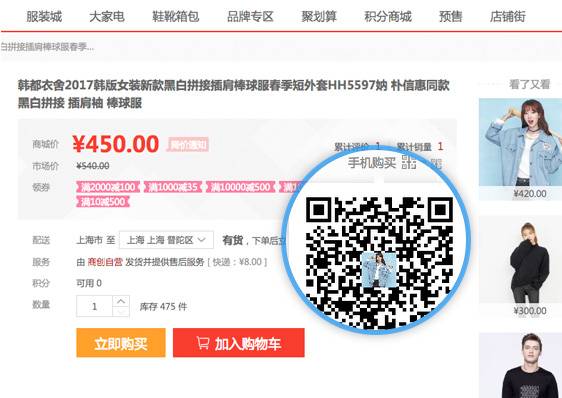 服装城 大家电 鞋靴箱包 品牌专区 聚划算 积分商城 预售 店铺街
白拼接插肩棒球服春季...
韩都衣舍2017韩版女装新款黑白拼接插肩棒球服春季短外套HH5597妠 朴信惠同款
黑白拼接 插肩袖 棒球服
看了又看
商城价 ¥450.00 降价通知
累计评价 1 累计销量 1
市场价 ¥540.00
手机购买
领券 满2000减100 满1000减35 满10000减500 满10
满10减500
¥420.00
配送 上海市 至 上海 上海 普陀区 有货，下单后立
服务 由 商创自营 发货并提供售后服务 [ 快递：¥8.00 ]
积分 可用 0
数量 1 库存 475 件
¥300.00
立即购买 加入购物车